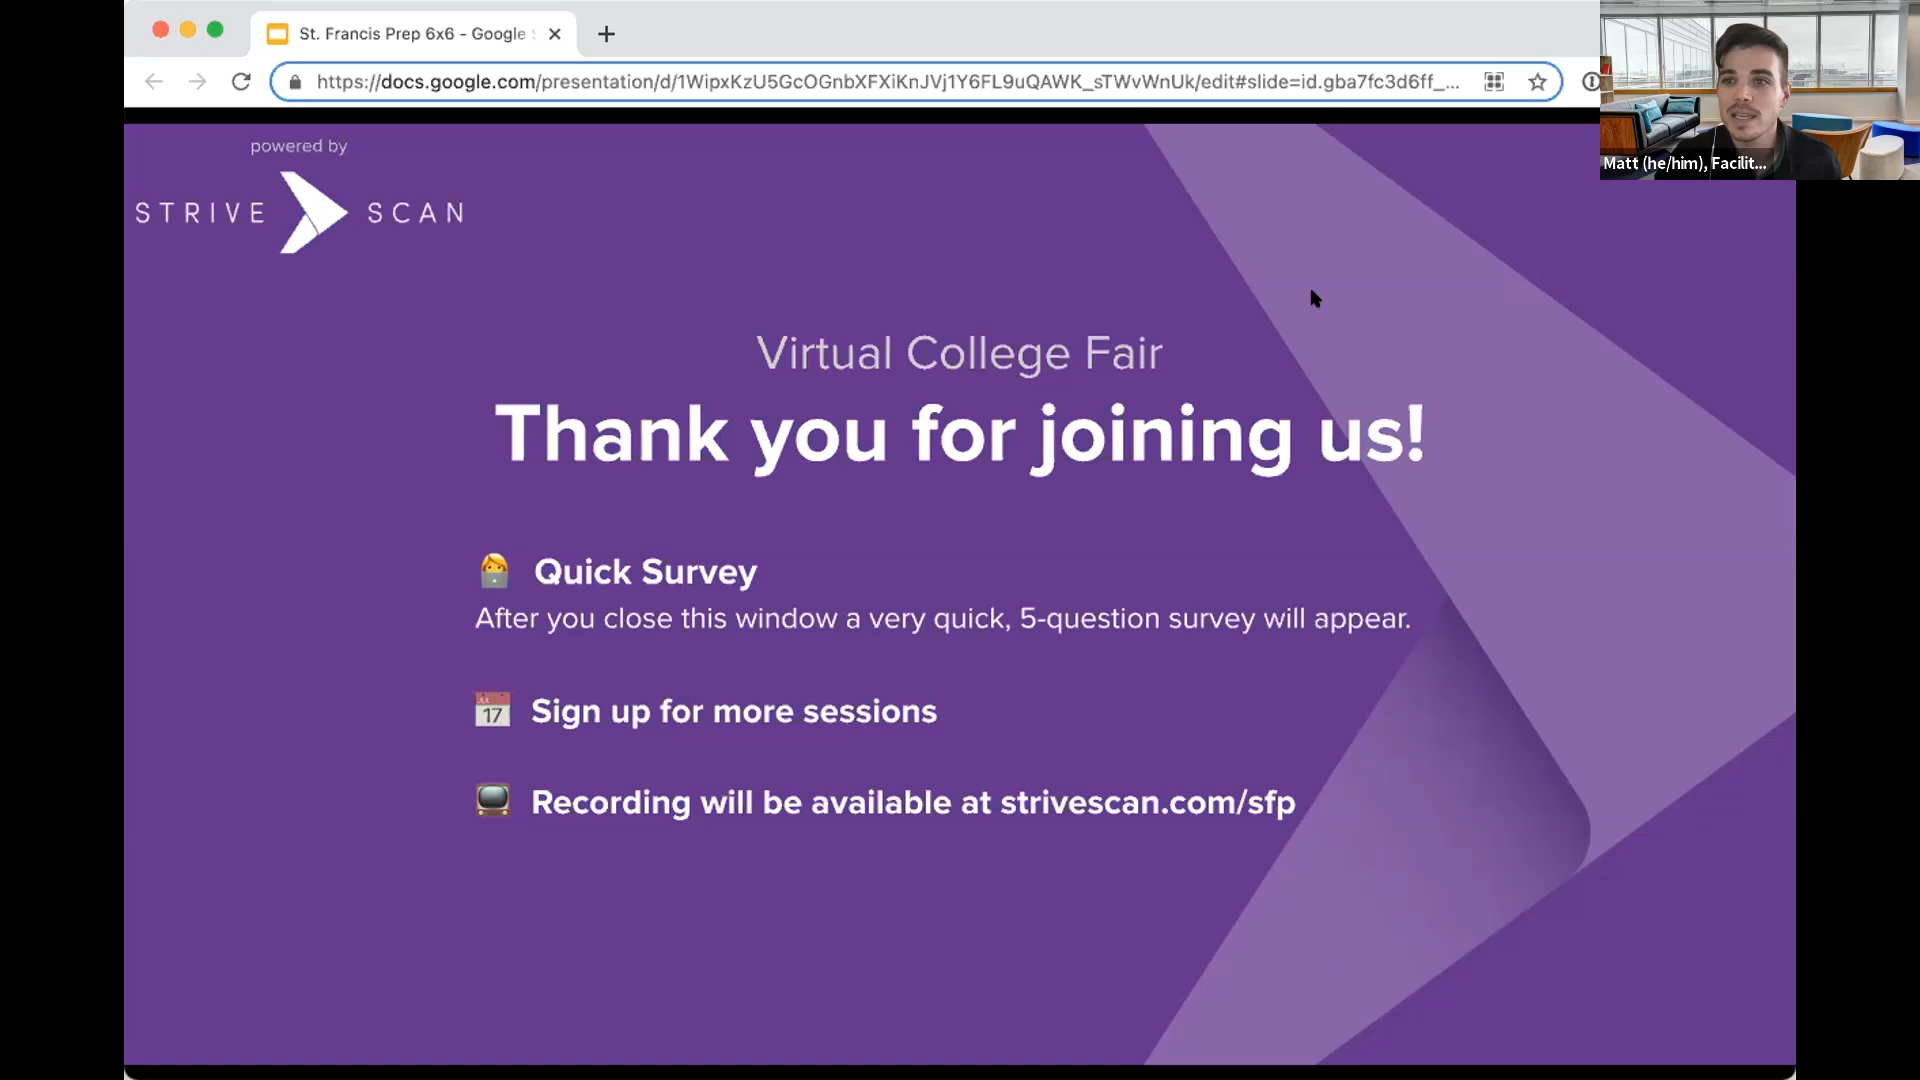 St. Francis Prep 6x6 - Google
https://docs.google.com/presentation/d/1WipxKzU5GcOGnbXFXiKnJVj1Y6FL9uQAWK_sTWvWnUk/edit#slide=id.gba7fc3d6ff_...
Matt (he/him), Facilit...
powered by
STRIVE SCAN
Virtual College Fair
Thank you for joining us!
Quick Survey
After you close this window a very quick, 5-question survey will appear.
17
Sign up for more sessions
Recording will be available at strivescan.com/sfp